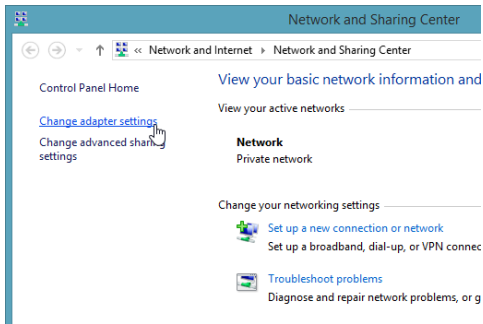 Network and Sharing Center
« Network and Internet Network and Sharing Center
Control Panel Home
Change adapter settings
Change advanced sharing
settings
View your basic network information and
View your active networks
Network
Private network
Change your networking settings
Set up a new connection or network
Set up a broadband, dial-up, or VPN connec
Troubleshoot problems
Diagnose and repair network problems, or g